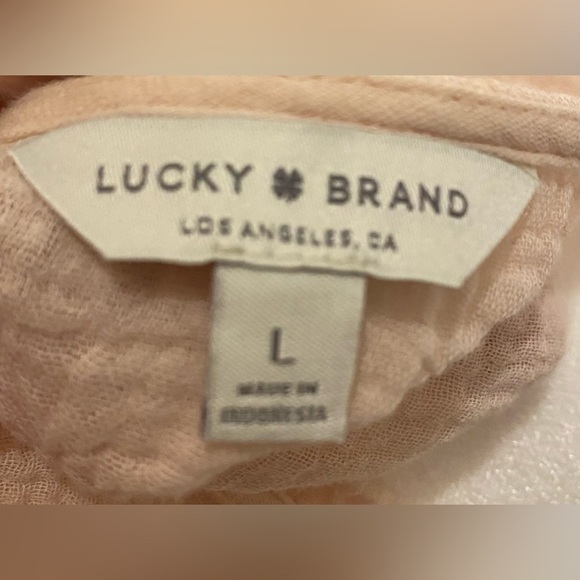 LUCKY BRAND
LOS ANGELES, CA
L
MADE IN
INDONESIA